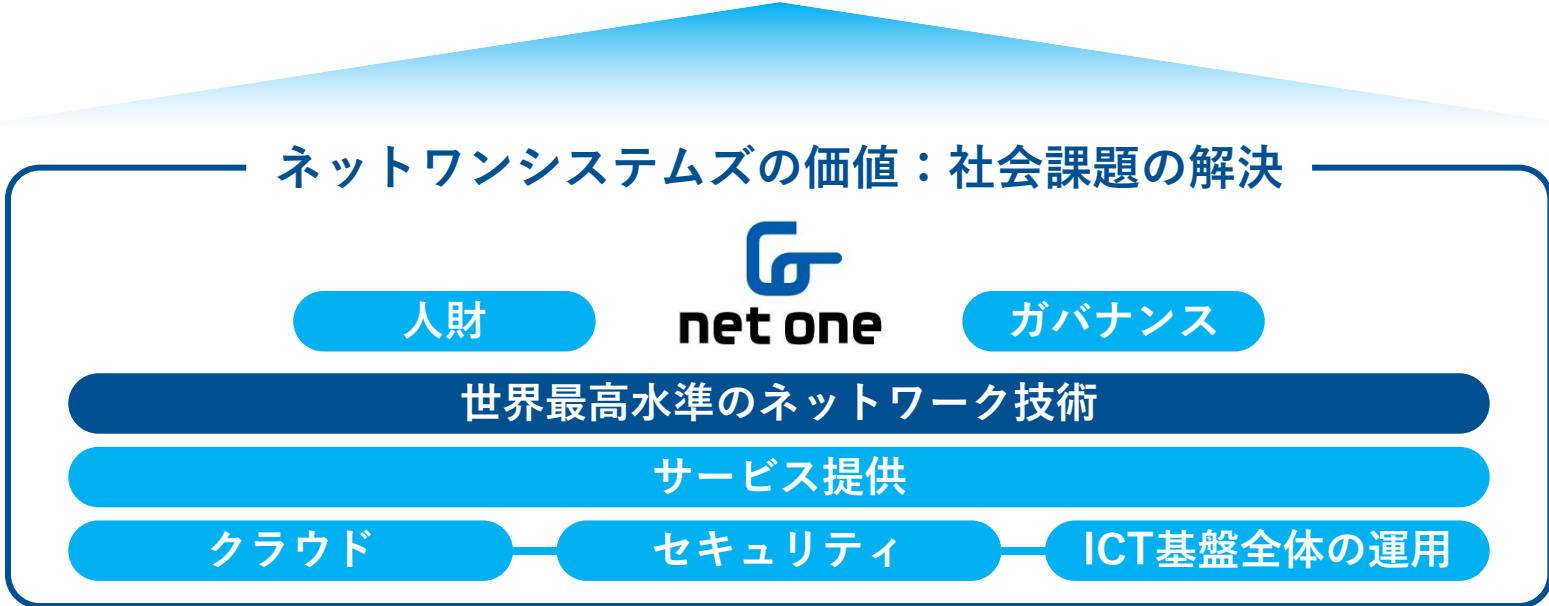 ネットワンシステムズの価値：社会課題の解決
人財
net one
ガバナンス
世界最高水準のネットワーク技術
サービス提供
クラウド
セキュリティ
ICT基盤全体の運用